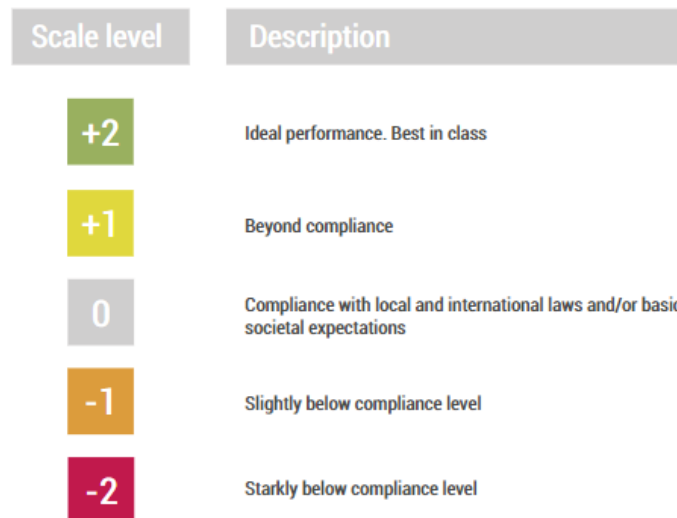 Scale level Description
+2 Ideal performance. Best in class
+1 Beyond compliance
0 Compliance with local and international laws and/or basic
societal expectations
-1 Slightly below compliance level
-2 Starkly below compliance level